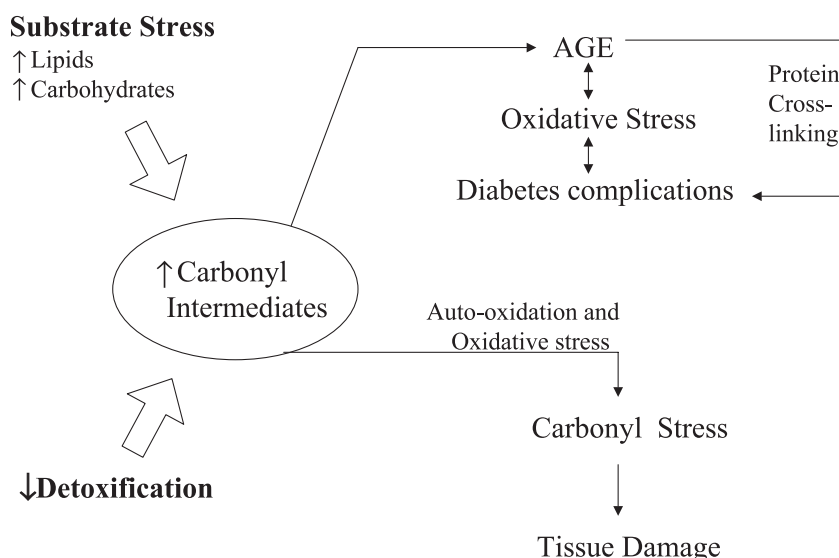 Substrate Stress
↑ Lipids
↑ Carbohydrates
AGE
Protein
Cross-
linking
Oxidative Stress
Diabetes complications
↑ Carbonyl
Intermediates
Auto-oxidation and
Oxidative stress
Carbonyl Stress
↓Detoxification
Tissue Damage